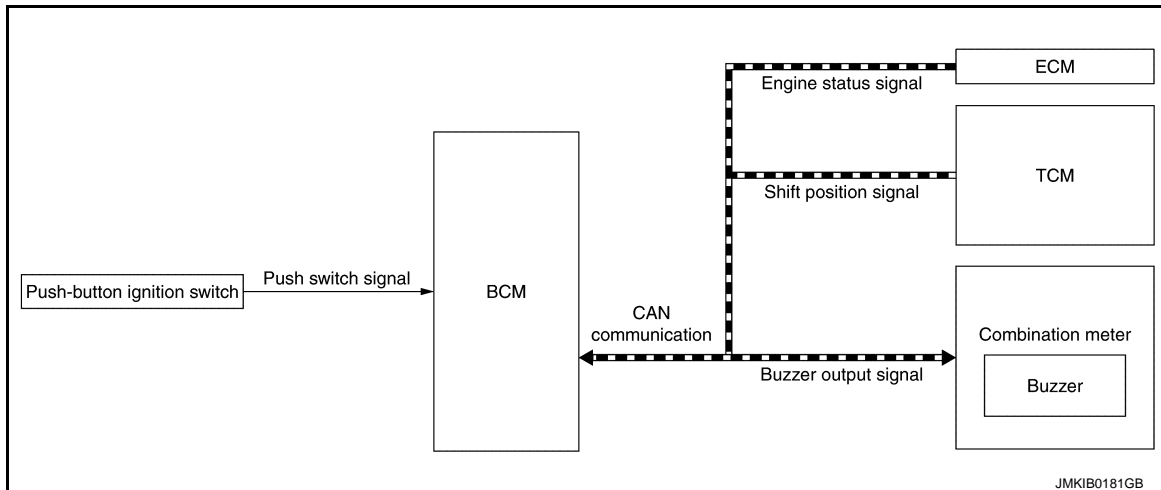 ECM
Engine status signal
TCM
Shift position signal
Push-button ignition switch
Push switch signal
BCM
CAN
communication
Combination meter
Buzzer output signal
Buzzer
JMKIB0181GB